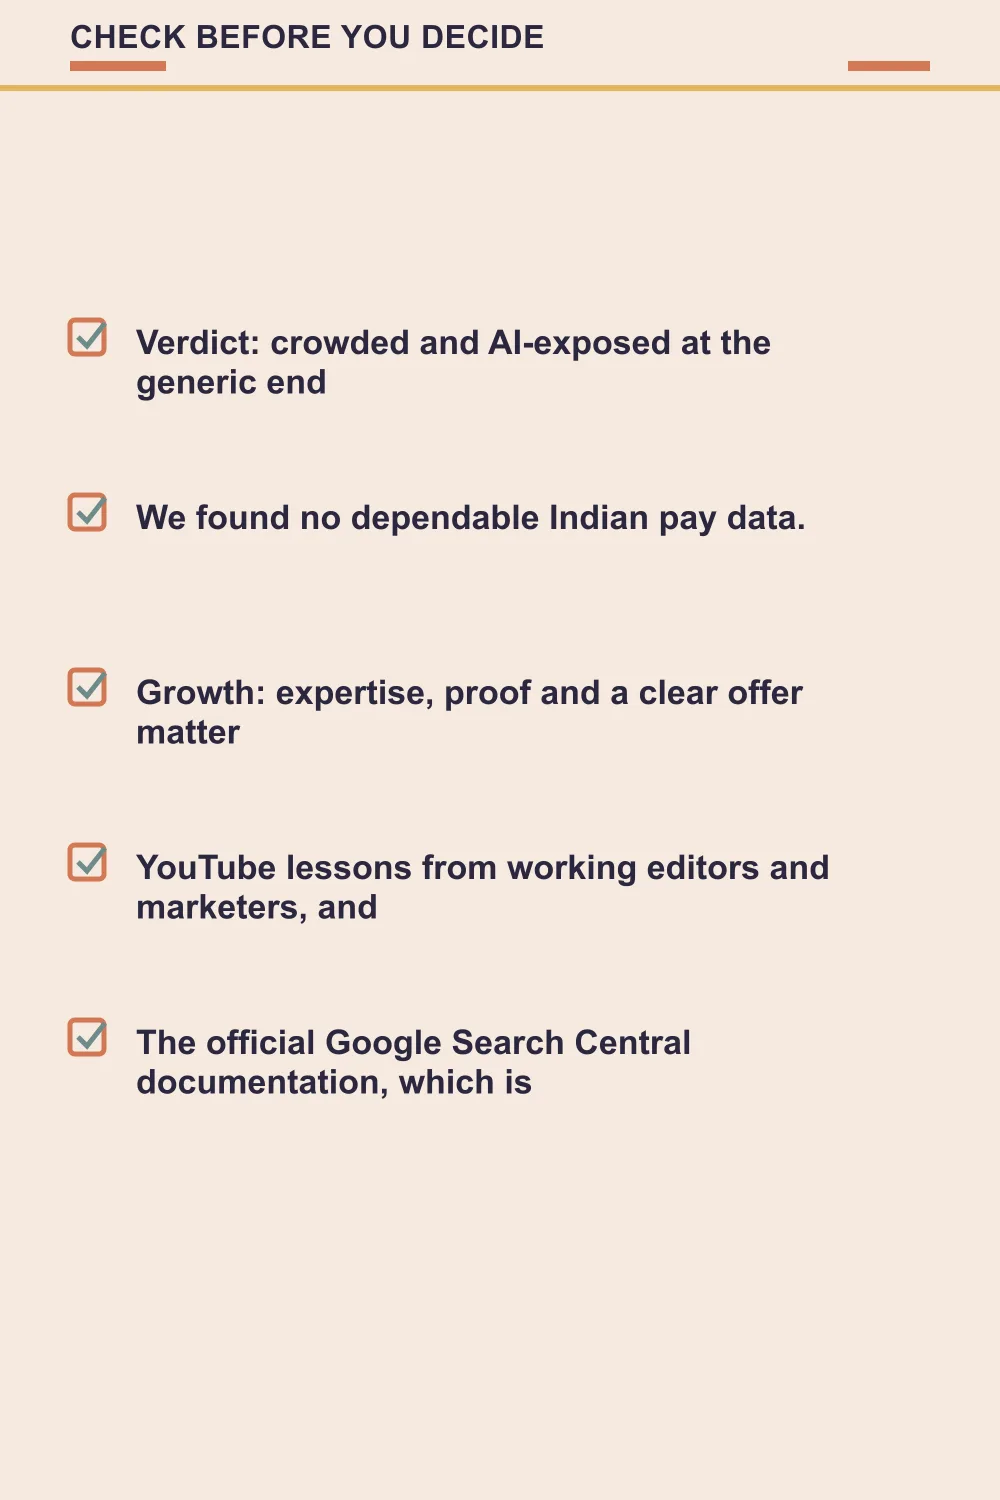 CHECK BEFORE YOU DECIDE
Verdict: crowded and AI-exposed at the
generic end
We found no dependable Indian pay data.
Growth: expertise, proof and a clear offer
matter
YouTube lessons from working editors and
marketers, and
The official Google Search Central
documentation, which is